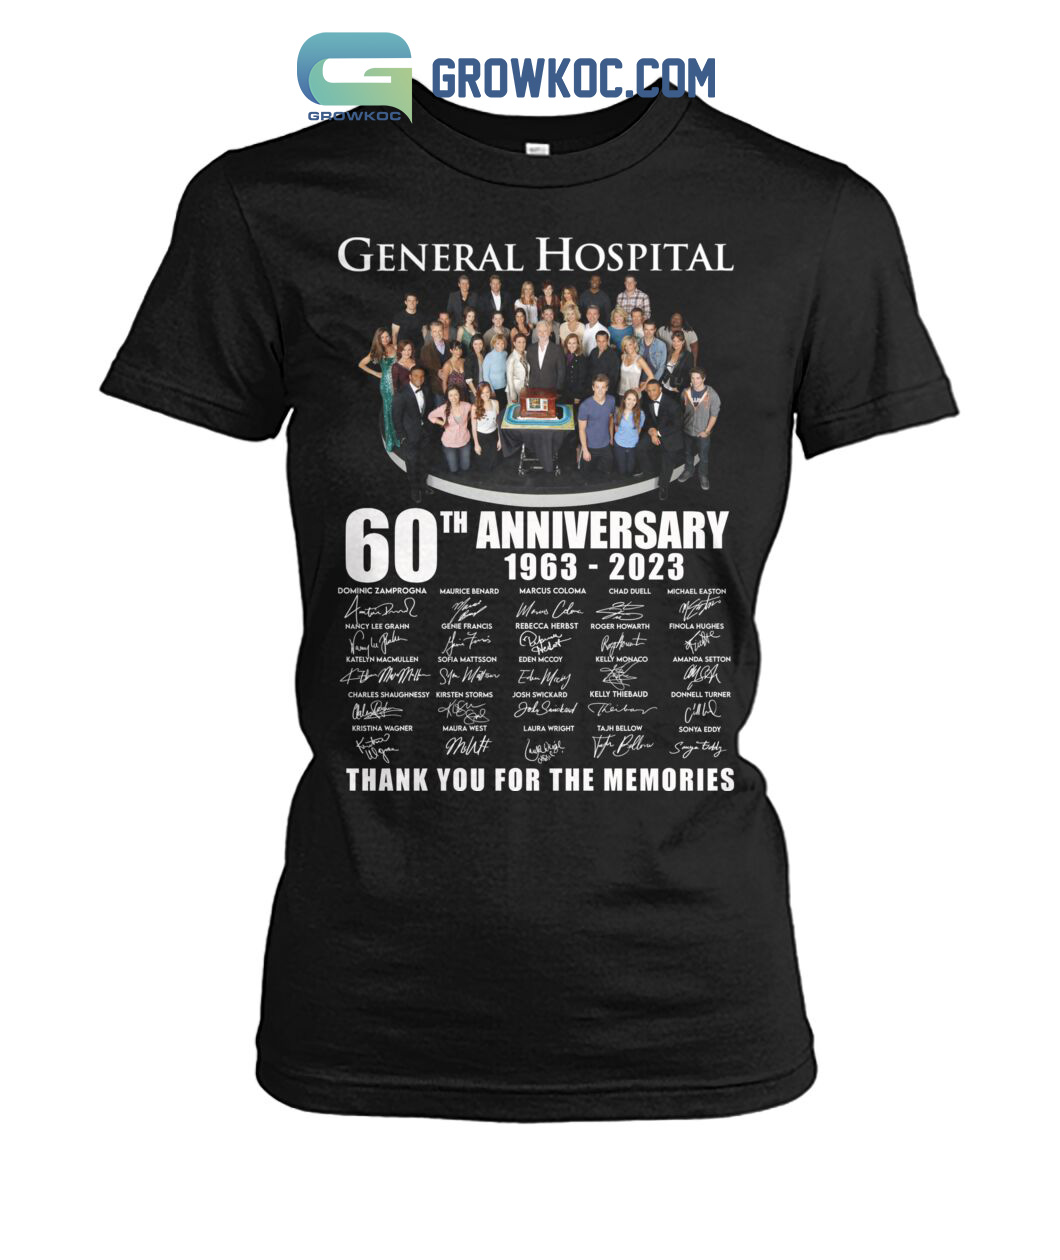 GROWKOC.COM
GROWKOC
GENERAL HOSPITAL
60TH ANNIVERSARY
1963 - 2023
DOMINIC ZAMPROGNA MAURICE BENARD MARCUS COLOMA CHAD DUELL MICHAEL EASTON
NANCY LEE GRAHN GENIE FRANCIS REBECCA HERBST ROGER HOWARTH FINOLA HUGHES
KATELYN MACMULLEN SOFIA MATTSSON EDEN MCCOY KELLY MONACO AMANDA SETTON
CHARLES SHAUGHNESSY KIRSTEN STORMS JOSH SWICKARD KELLY THIEBAUD DONNELL TURNER
KRISTINA WAGNER MAURA WEST LAURA WRIGHT TAJH BELLOW SONYA EDDY
THANK YOU FOR THE MEMORIES